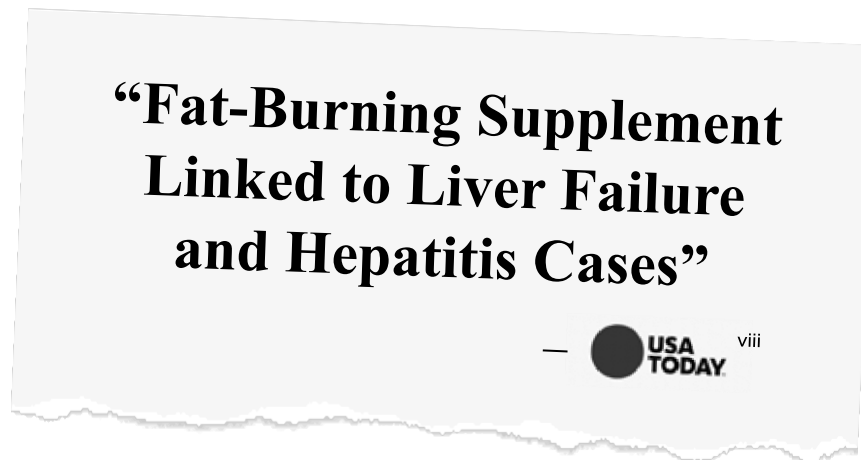 “Fat-Burning Supplement
Linked to Liver Failure
and Hepatitis Cases”
— USA TODAY viii